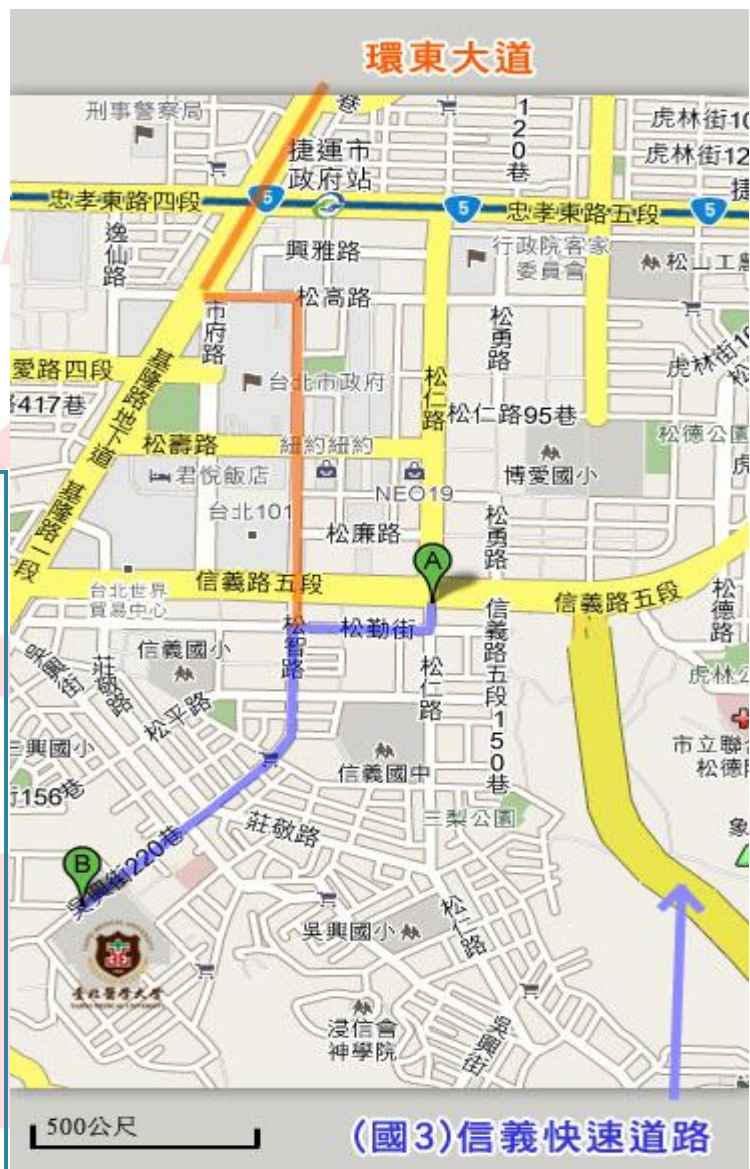 環東大道
刑事警察局
巷
120巷
虎林街10
虎林街12
捷運市
政府站
捷
忠孝東路四段
5
5
忠孝東路五段
5
逸仙路
興雅路
行政院客家
委員會
松山工農
市府路
松高路
松勇路
愛路四段
基隆路地下道
台北市政府
松仁路
虎林街
417巷
松仁路95巷
松德公園
松壽路
紐約紐約
君悅飯店
NEO19
博愛國小
台北101
松廉路
松勇路
基隆路一段
A
信義路五段
信義路五段
台北世界
貿易中心
松德路
松智路
松勤街
信義路五段150巷
吳興街
莊敬路
信義國小
松仁路
虎林公
松平路
三興國小
信義國中
市立聯合
松德
156巷
莊敬路
三犁公園
象
B
吳興街220巷
吳興國小
松仁路
臺北醫學大學
TAIPEI MEDICAL UNIVERSITY
浸信會
神學院
吳興街
500公尺
(國3)信義快速道路